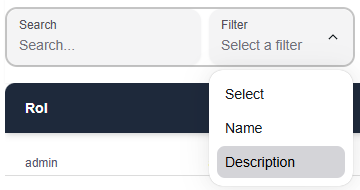 Search
Search...
Filter
Select a filter
Select
Name
Description
Rol
admin